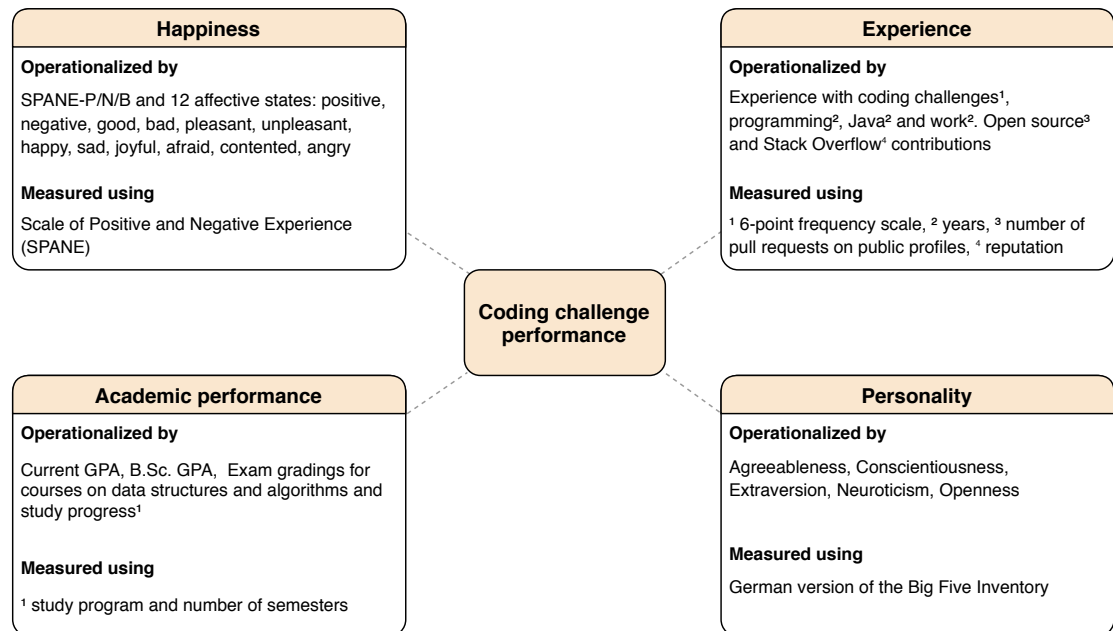 Happiness
Operationalized by
SPANE-P/N/B and 12 affective states: positive,
negative, good, bad, pleasant, unpleasant,
happy, sad, joyful, afraid, contented, angry
Measured using
Scale of Positive and Negative Experience
(SPANE)
Experience
Operationalized by
Experience with coding challenges¹,
programming², Java² and work². Open source³
and Stack Overflow⁴ contributions
Measured using
¹ 6-point frequency scale, ² years, ³ number of
pull requests on public profiles, ⁴ reputation
Coding challenge
performance
Academic performance
Operationalized by
Current GPA, B.Sc. GPA, Exam gradings for
courses on data structures and algorithms and
study progress¹
Measured using
¹ study program and number of semesters
Personality
Operationalized by
Agreeableness, Conscientiousness,
Extraversion, Neuroticism, Openness
Measured using
German version of the Big Five Inventory